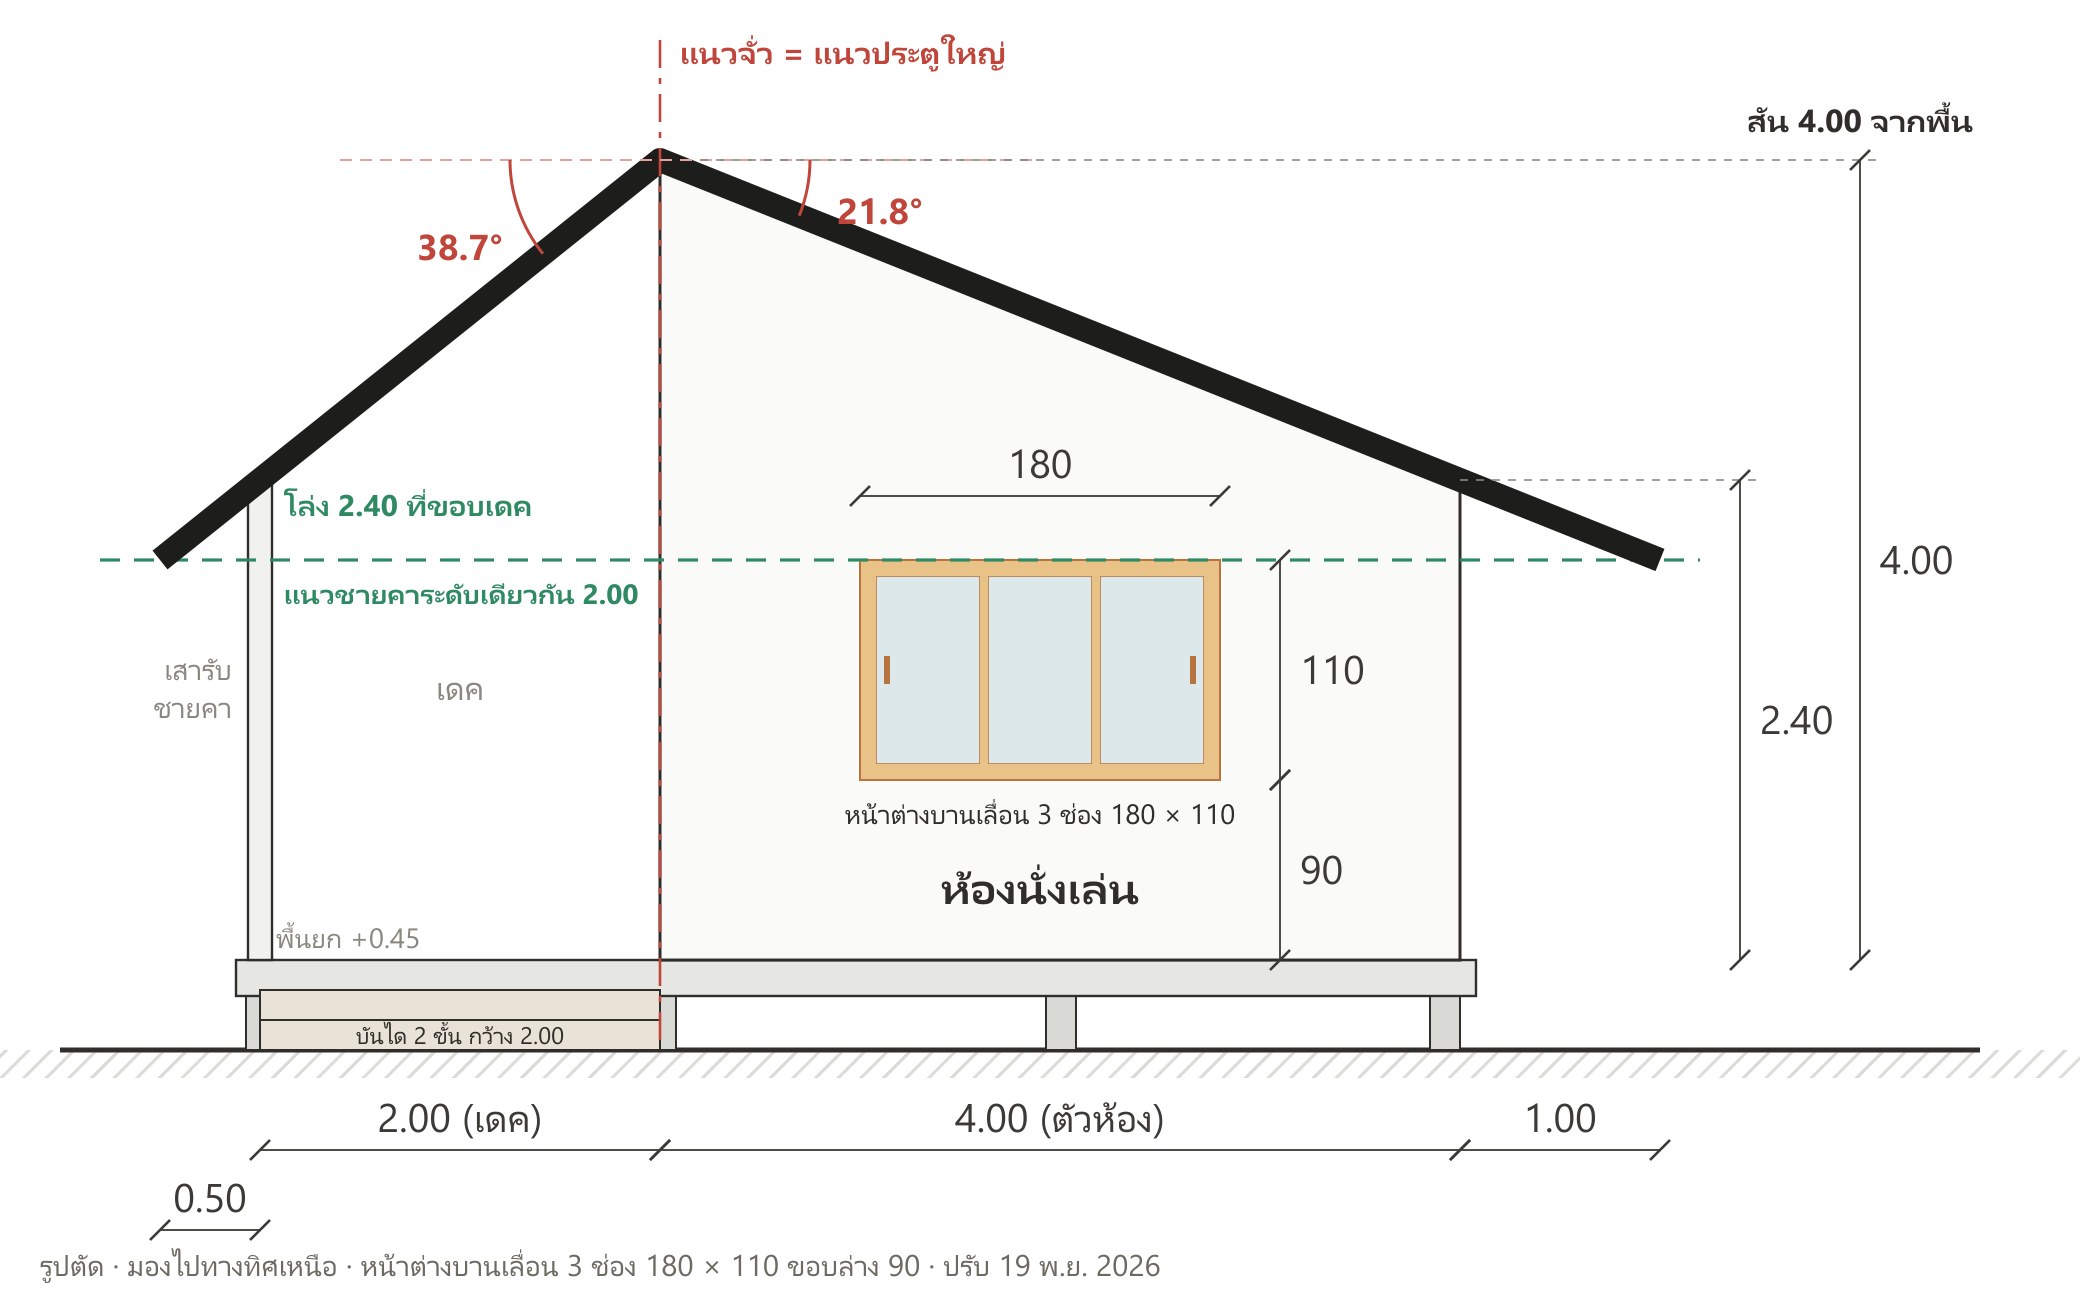 แนวจั่ว = แนวประตูใหญ่
สัน 4.00 จากพื้น
21.8°
38.7°
180
โล่ง 2.40 ที่ขอบเดค
4.00
แนวชายคาระดับเดียวกัน 2.00
เสารับ
ชายคา
เดค
110
2.40
หน้าต่างบานเลื่อน 3 ช่อง 180 × 110
90
ห้องนั่งเล่น
พื้นยก +0.45
บันได 2 ขั้น กว้าง 2.00
2.00 (เดค)
4.00 (ตัวห้อง)
1.00
0.50
รูปตัด · มองไปทางทิศเหนือ · หน้าต่างบานเลื่อน 3 ช่อง 180 × 110 ขอบล่าง 90 · ปรับ 19 พ.ย. 2026